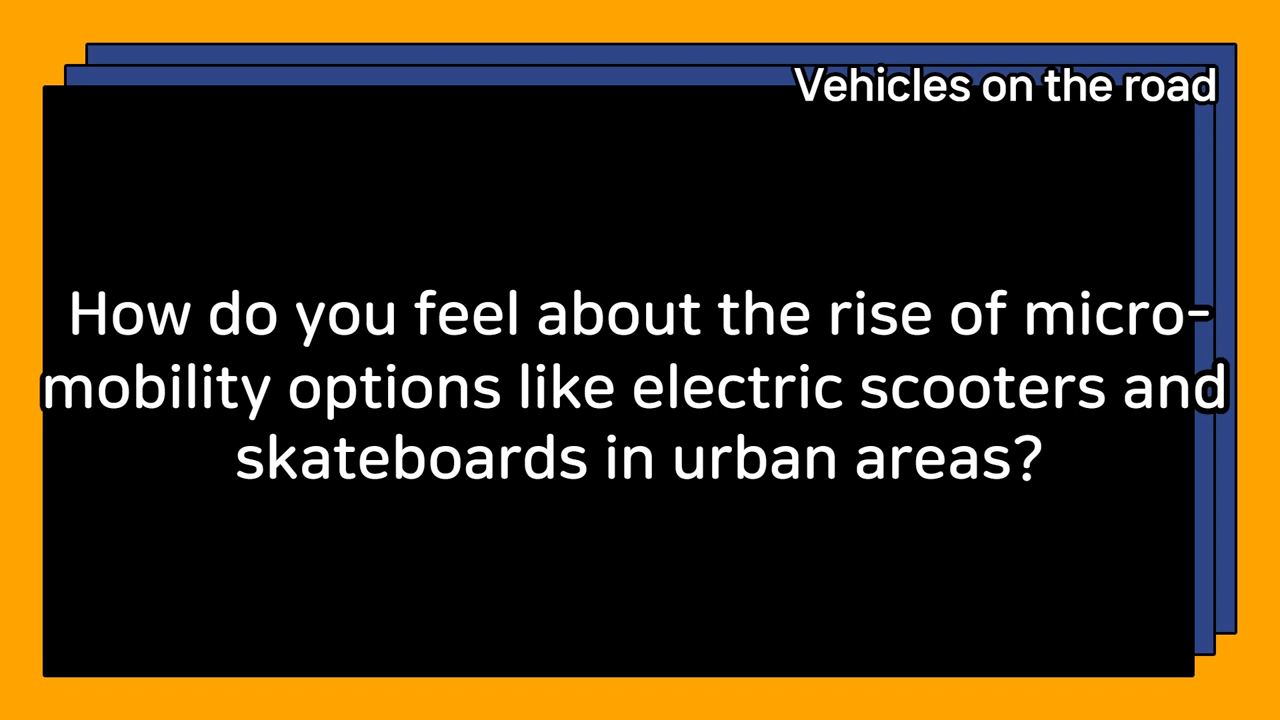 Vehicles on the road
How do you feel about the rise of micro-
mobility options like electric scooters and
skateboards in urban areas?